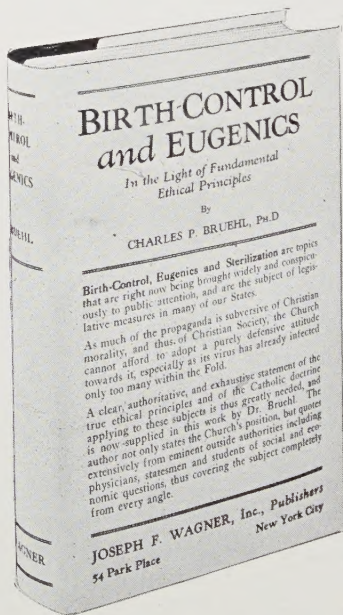 BIRTH-
CONTROL
and
EUGENICS
BRUEHL
WAGNER
BIRTH-CONTROL
and EUGENICS
In the Light of Fundamental
Ethical Principles
By
CHARLES P. BRUEHL, PH.D
Birth-Control, Eugenics and Sterilization are topics
that are right now being brought widely and conspicu-
ously to public attention, and are the subject of legis-
lative measures in many of our States.
As much of the propaganda is subversive of Christian
morality, and thus, of Christian Society, the Church
cannot afford to adopt a purely defensive attitude
towards it, especially as its virus has already infected
only too many within the Fold.
A clear, authoritative, and exhaustive statement of the
true ethical principles and of the Catholic doctrine
applying to these subjects is thus greatly needed, and
is now supplied in this work by Dr. Bruehl. The
author not only states the Church's position, but quotes
extensively from eminent outside authorities including
physicians, statesmen and students of social and eco-
nomic questions, thus covering the subject completely
from every angle.
JOSEPH F. WAGNER, Inc., Publishers
54 Park Place New York City